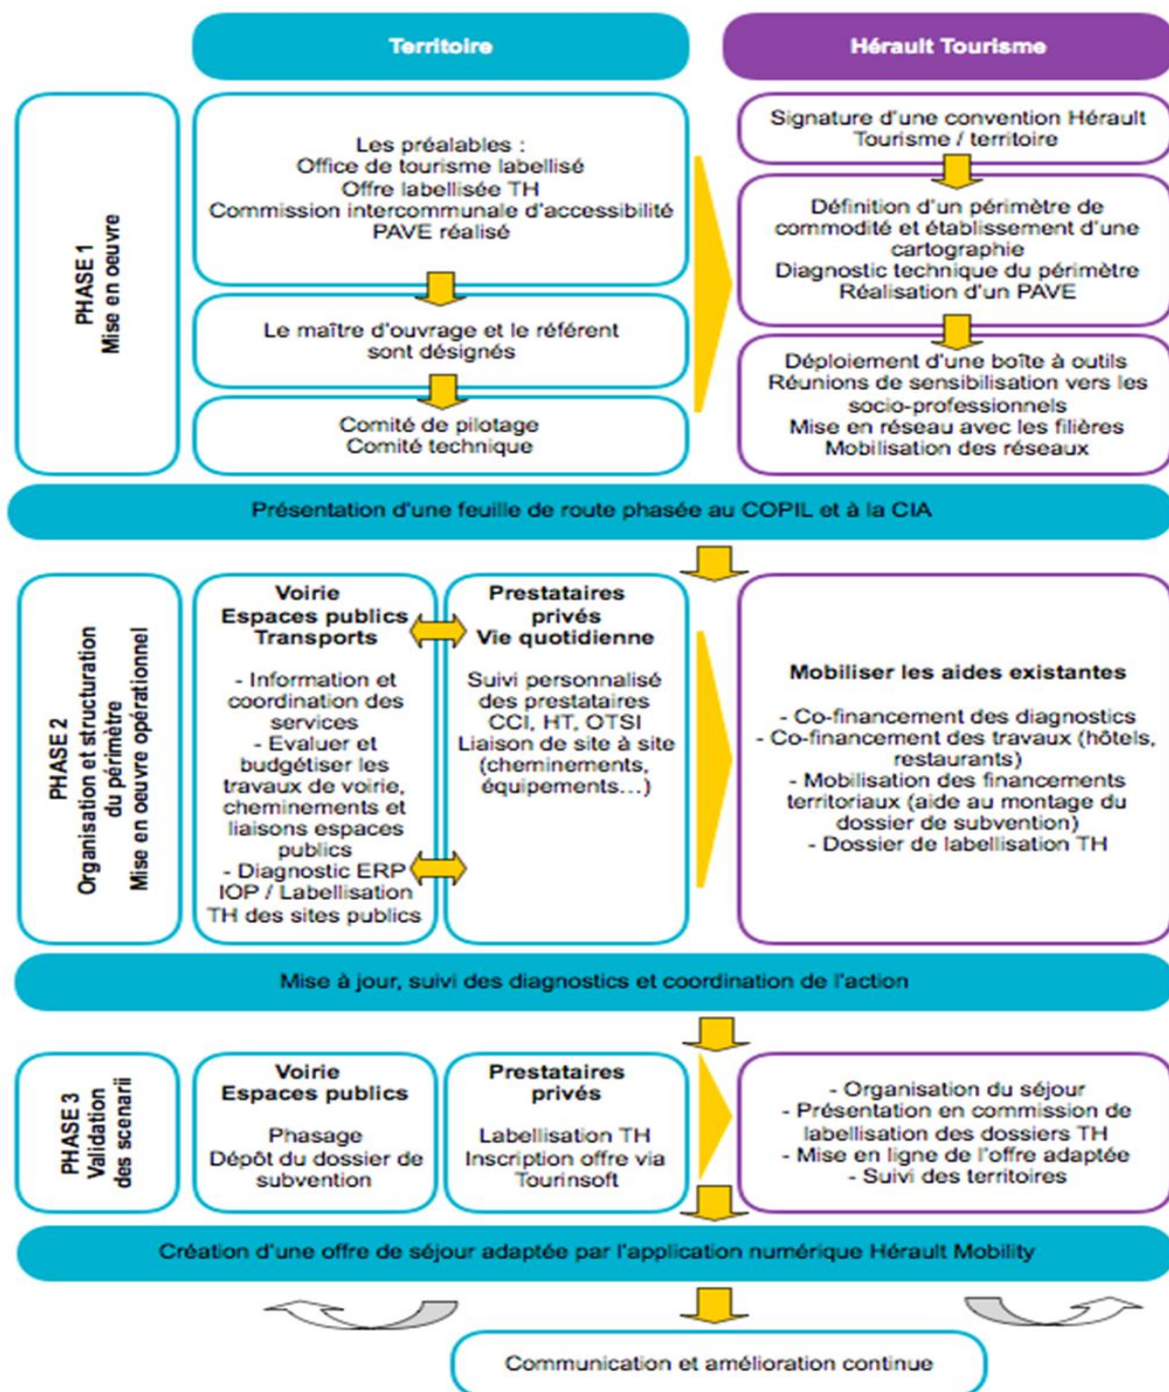 Territoire
Hérault Tourisme
PHASE 1
Mise en oeuvre
Les préalables :
Office de tourisme labellisé
Offre labellisée TH
Commission intercommunale d'accessibilité
PAVE réalisé
Le maître d'ouvrage et le référent
sont désignés
Comité de pilotage
Comité technique
Signature d'une convention Hérault
Tourisme / territoire
Définition d'un périmètre de
commodité et établissement d'une
cartographie
Diagnostic technique du périmètre
Réalisation d'un PAVE
Déploiement d'une boîte à outils
Réunions de sensibilisation vers les
socio-professionnels
Mise en réseau avec les filières
Mobilisation des réseaux
Présentation d'une feuille de route phasée au COPIL et à la CIA
PHASE 2
Organisation et structuration
du périmètre
Mise en oeuvre opérationnel
Voirie
Espaces publics
Transports
- Information et
coordination des
services
- Evaluer et
budgétiser les
travaux de voirie,
cheminements et
liaisons espaces
publics
- Diagnostic ERP
IOP / Labellisation
TH des sites publics
Prestataires
privés
Vie quotidienne
Suivi personnalisé
des prestataires
CCI, HT, OTSI
Liaison de site à site
(cheminements,
équipements...)
Mobiliser les aides existantes
- Co-financement des diagnostics
- Co-financement des travaux (hôtels,
restaurants)
- Mobilisation des financements
territoriaux (aide au montage du
dossier de subvention)
- Dossier de labellisation TH
Mise à jour, suivi des diagnostics et coordination de l'action
PHASE 3
Validation
des scenarii
Voirie
Espaces publics
Phasage
Dépôt du dossier de
subvention
Prestataires
privés
Labellisation TH
Inscription offre via
Tourinsoft
- Organisation du séjour
- Présentation en commission de
labellisation des dossiers TH
- Mise en ligne de l'offre adaptée
- Suivi des territoires
Création d'une offre de séjour adaptée par l'application numérique Hérault Mobility
Communication et amélioration continue